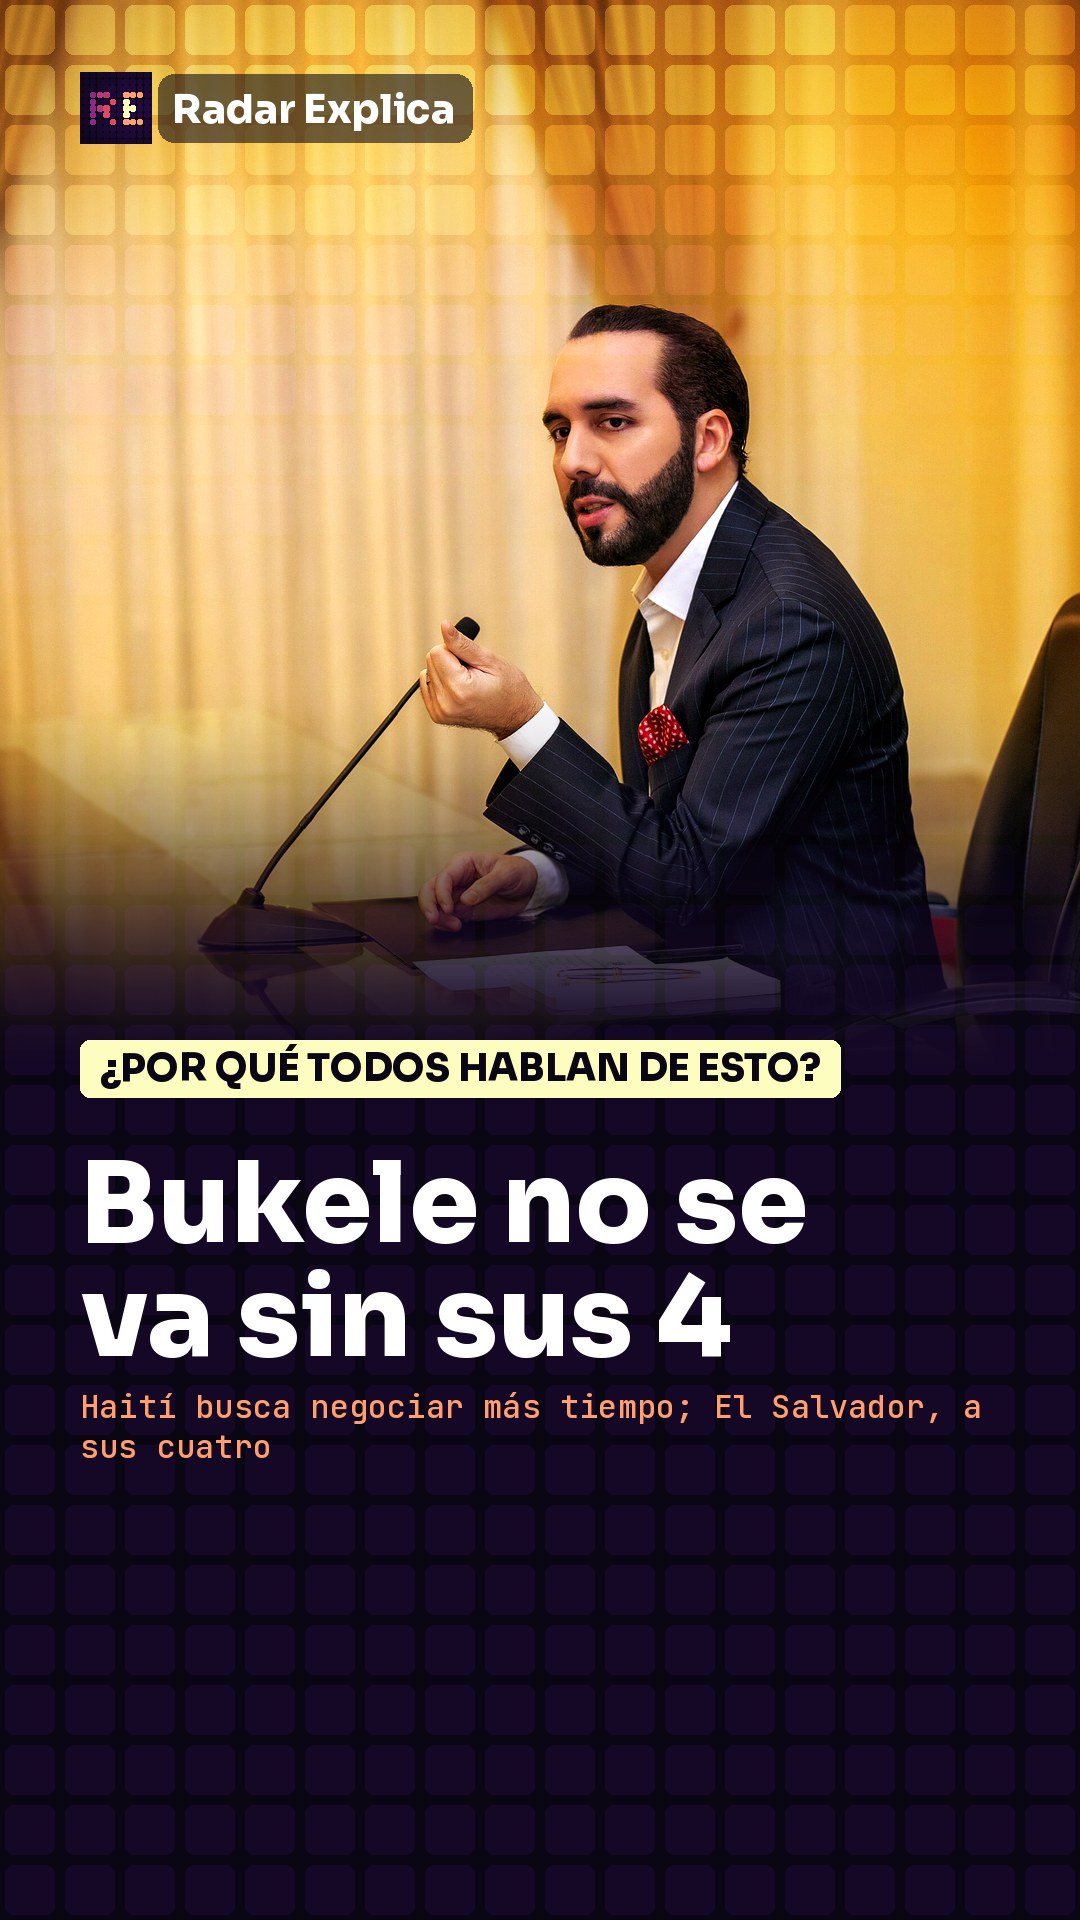 RE
Radar Explica
¿POR QUÉ TODOS HABLAN DE ESTO?
Bukele no se
va sin sus 4
Haití busca negociar más tiempo; El Salvador, a
sus cuatro